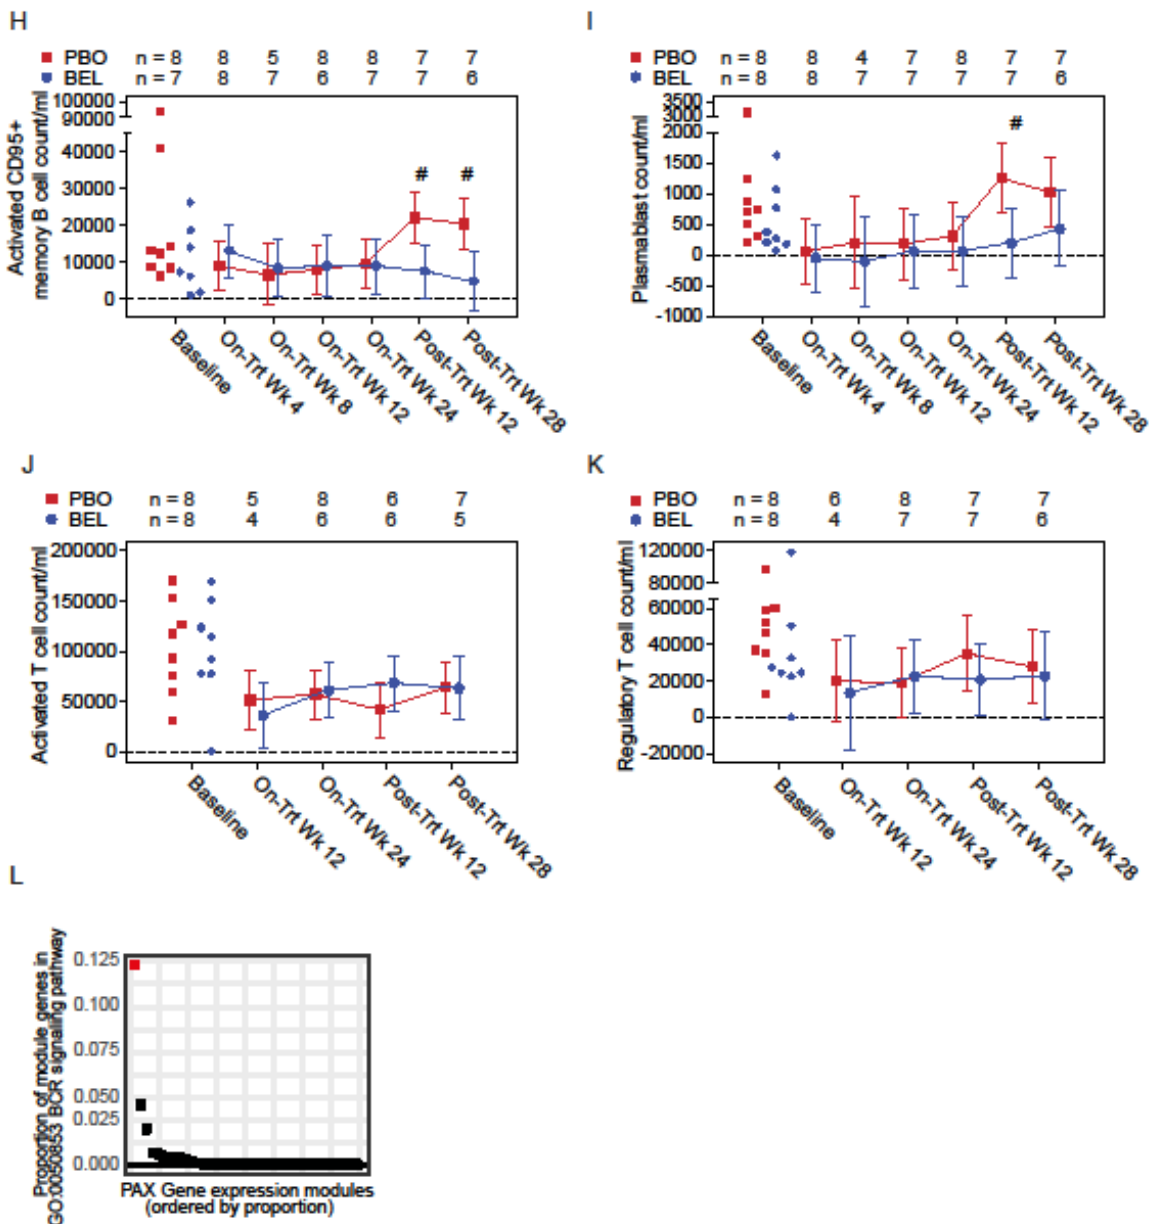 H
PBO n = 8 8 5 8 8 7 7
BEL n = 7 8 7 6 7 7 6
Activated CD95+
memory B cell count/ml
100000
90000
40000
30000
20000
10000
0
# #
Baseline
On-Trt Wk 4
On-Trt Wk 8
On-Trt Wk 12
On-Trt Wk 24
Post-Trt Wk 12
Post-Trt Wk 28
I
PBO n = 8 8 4 7 8 7 7
BEL n = 8 8 7 7 7 7 6
Plasmablast count/ml
3500
3000
2000
1500
1000
500
0
-500
-1000
#
Baseline
On-Trt Wk 4
On-Trt Wk 8
On-Trt Wk 12
On-Trt Wk 24
Post-Trt Wk 12
Post-Trt Wk 28
J
PBO n = 8 5 8 6 7
BEL n = 8 4 6 6 5
Activated T cell count/ml
200000
150000
100000
50000
0
Baseline
On-Trt Wk 12
On-Trt Wk 24
Post-Trt Wk 12
Post-Trt Wk 28
K
PBO n = 8 6 8 7 7
BEL n = 8 4 7 7 6
Regulatory T cell count/ml
120000
80000
60000
40000
20000
0
-20000
Baseline
On-Trt Wk 12
On-Trt Wk 24
Post-Trt Wk 12
Post-Trt Wk 28
L
Proportion of module genes in
GO:0050853 BCR signaling pathway
0.125
0.100
0.075
0.050
0.025
0.000
PAX Gene expression modules
(ordered by proportion)